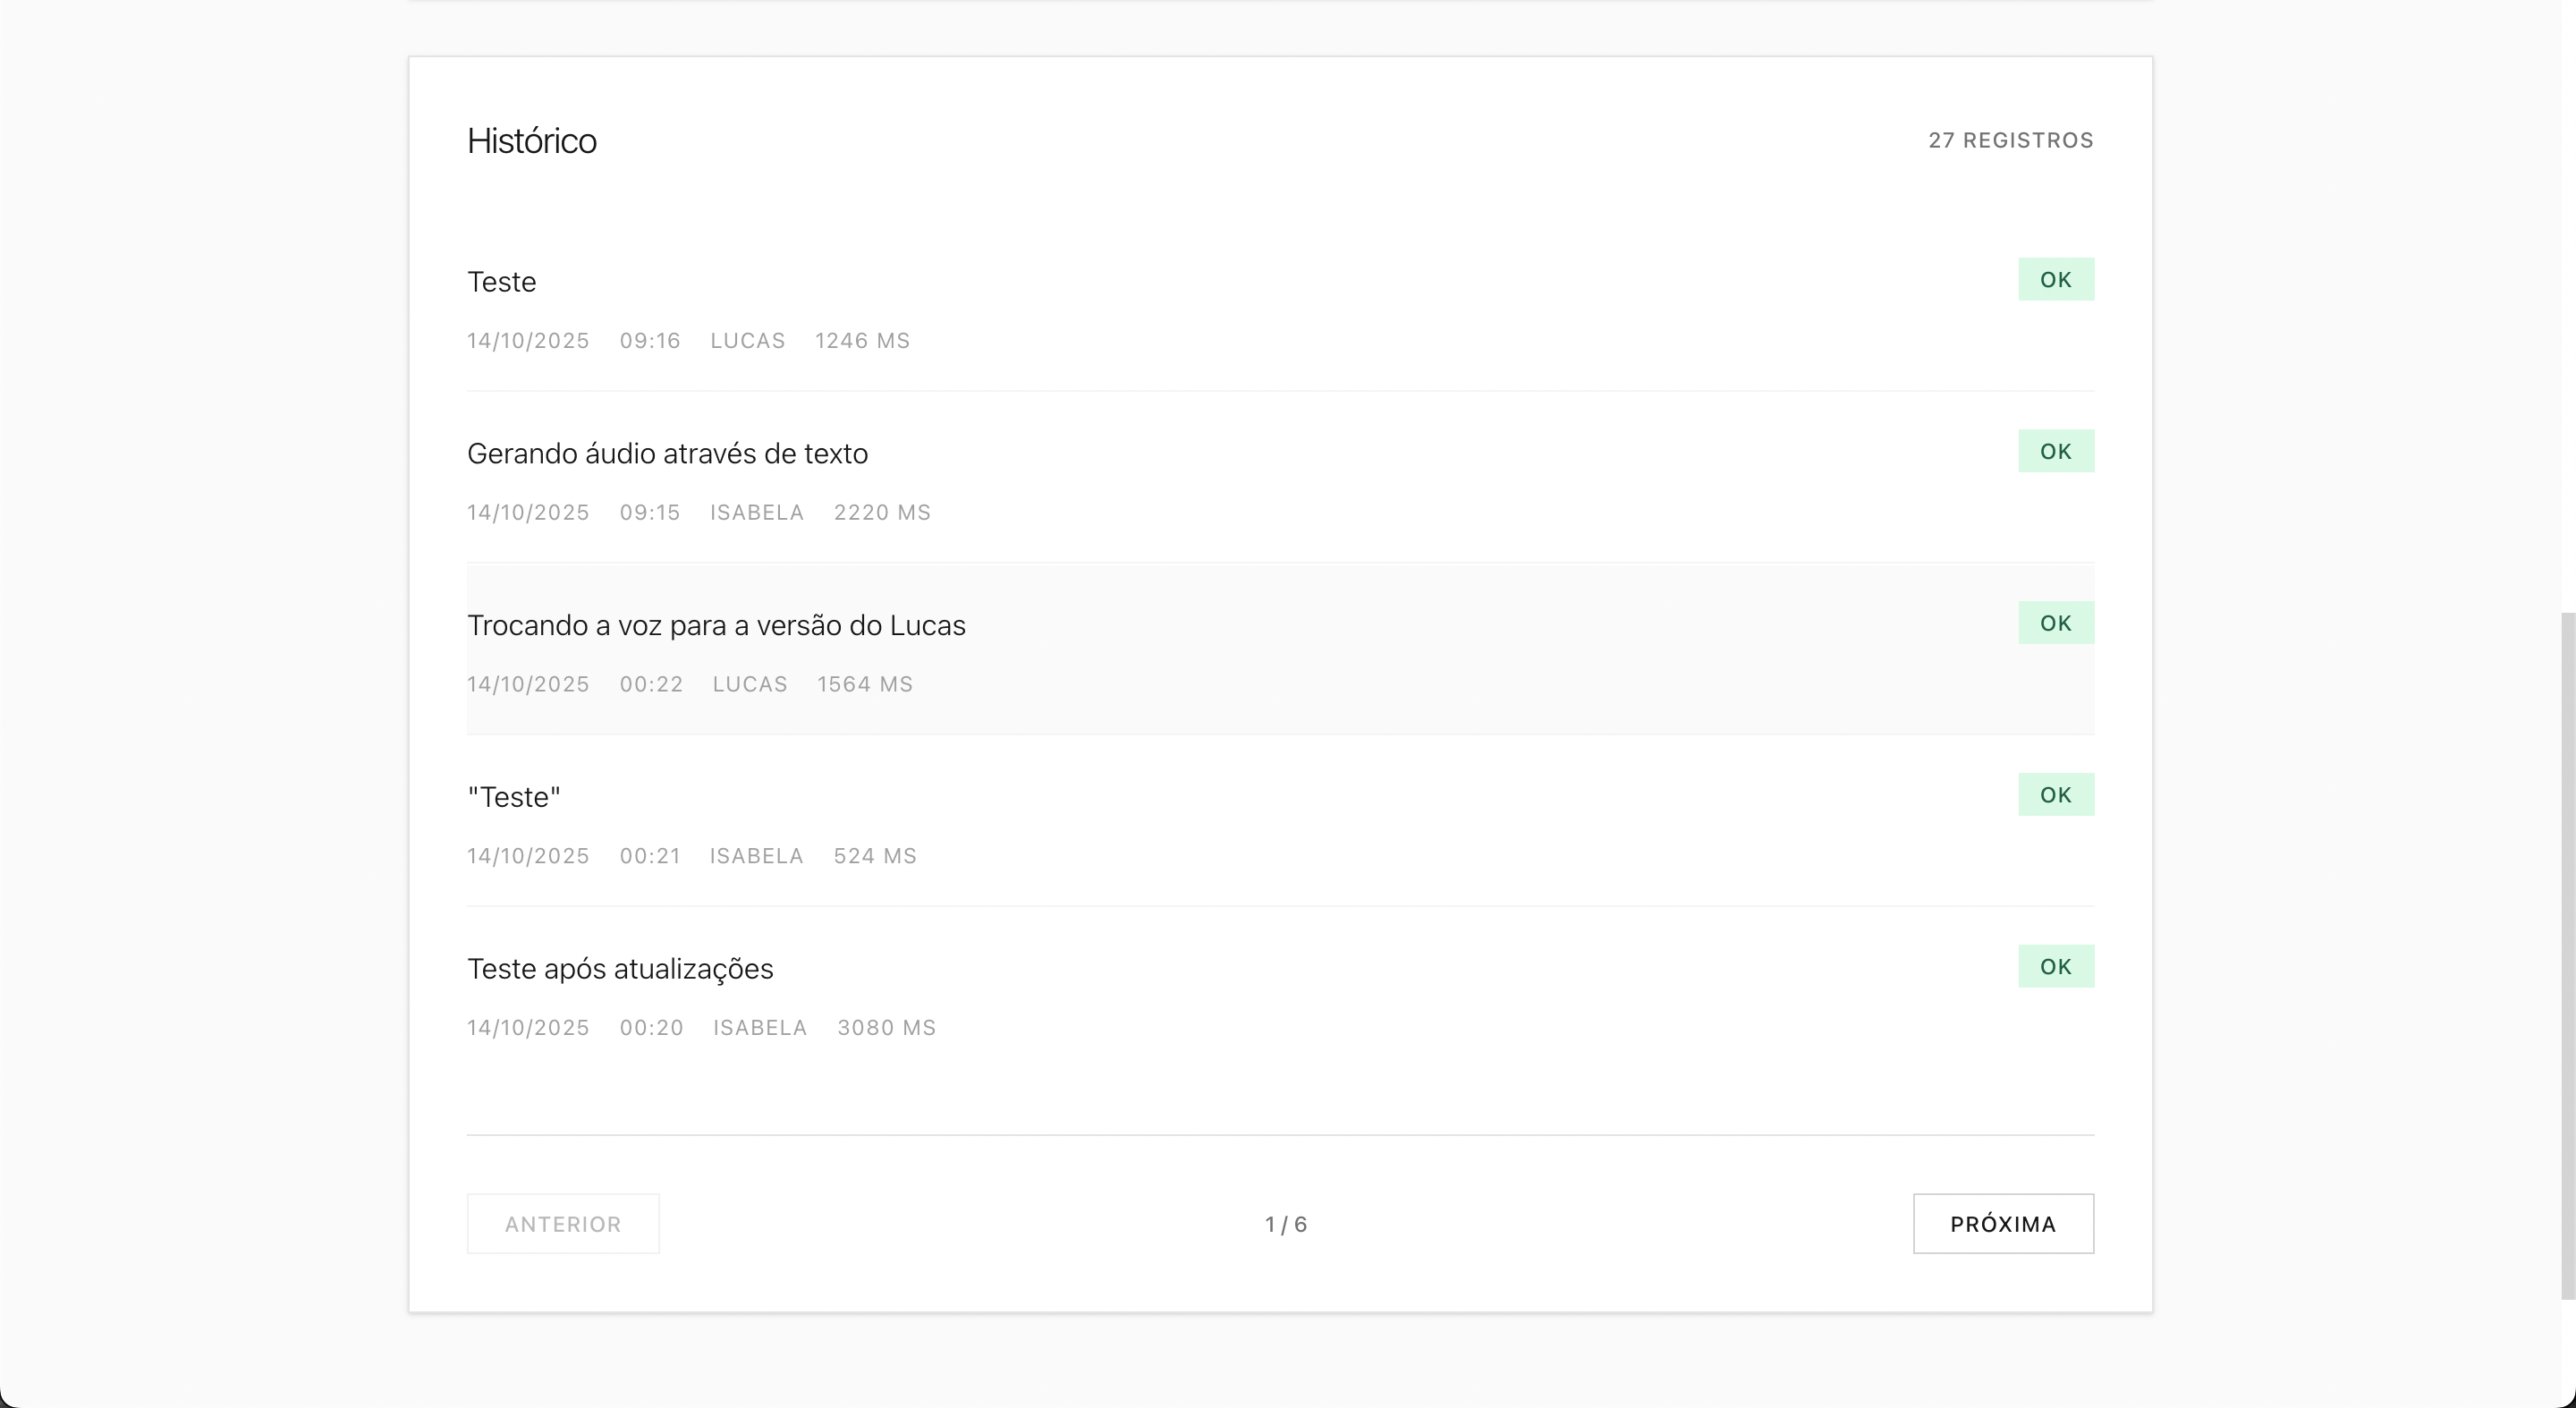 Histórico
27 REGISTROS
Teste
OK
14/10/2025 09:16 LUCAS 1246 MS
Gerando áudio através de texto
OK
14/10/2025 09:15 ISABELA 2220 MS
Trocando a voz para a versão do Lucas
OK
14/10/2025 00:22 LUCAS 1564 MS
"Teste"
OK
14/10/2025 00:21 ISABELA 524 MS
Teste após atualizações
OK
14/10/2025 00:20 ISABELA 3080 MS
ANTERIOR
1 / 6
PRÓXIMA